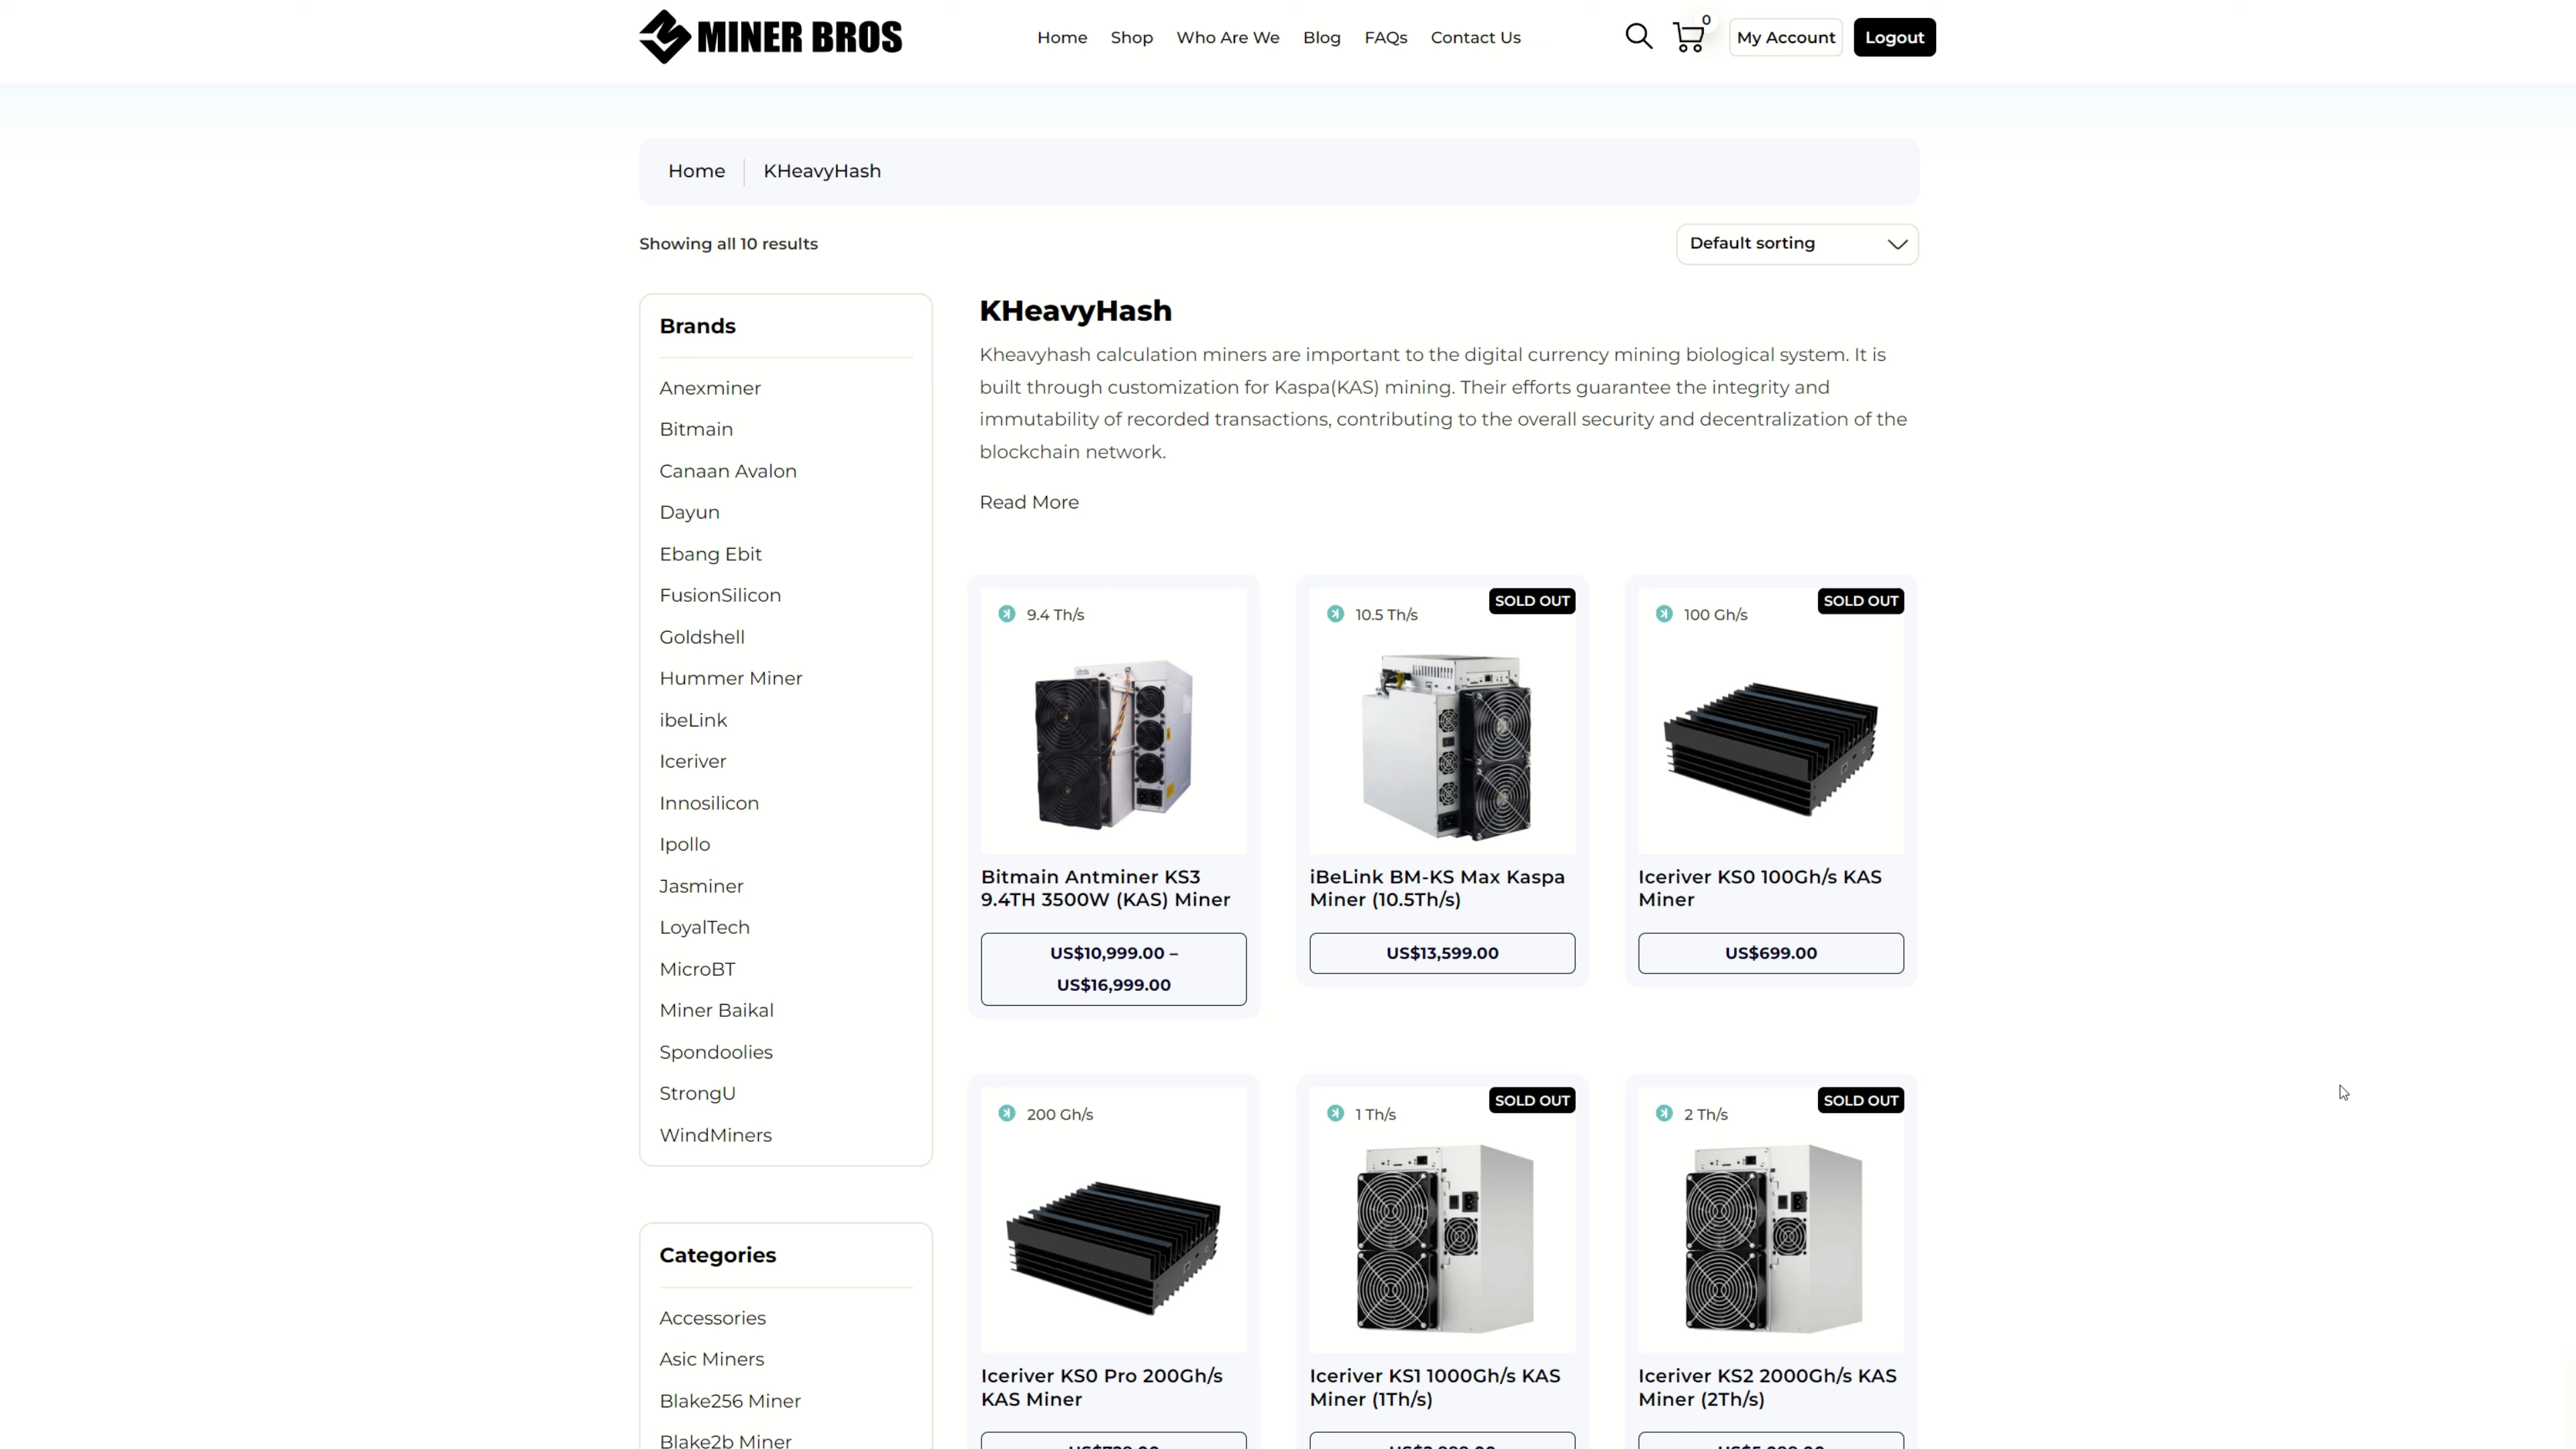 MINER BROS
Home
Shop
Who Are We
Blog
FAQs
Contact Us
0
My Account
Logout
Home
KHeavyHash
Showing all 10 results
Default sorting
Brands
Anexminer
Bitmain
Canaan Avalon
Dayun
Ebang Ebit
FusionSilicon
Goldshell
Hummer Miner
ibeLink
Iceriver
Innosilicon
Ipollo
Jasminer
LoyalTech
MicroBT
Miner Baikal
Spondoolies
StrongU
WindMiners
Categories
Accessories
Asic Miners
Blake256 Miner
Blake2b Miner
KHeavyHash
Kheavyhash calculation miners are important to the digital currency mining biological system. It is
built through customization for Kaspa(KAS) mining. Their efforts guarantee the integrity and
immutability of recorded transactions, contributing to the overall security and decentralization of the
blockchain network.
Read More
9.4 Th/s
Bitmain Antminer KS3
9.4TH 3500W (KAS) Miner
US$10,999.00 –
US$16,999.00
10.5 Th/s
SOLD OUT
iBeLink BM-KS Max Kaspa
Miner (10.5Th/s)
US$13,599.00
100 Gh/s
SOLD OUT
Iceriver KS0 100Gh/s KAS
Miner
US$699.00
200 Gh/s
Iceriver KS0 Pro 200Gh/s
KAS Miner
1 Th/s
SOLD OUT
Iceriver KS1 1000Gh/s KAS
Miner (1Th/s)
2 Th/s
SOLD OUT
Iceriver KS2 2000Gh/s KAS
Miner (2Th/s)